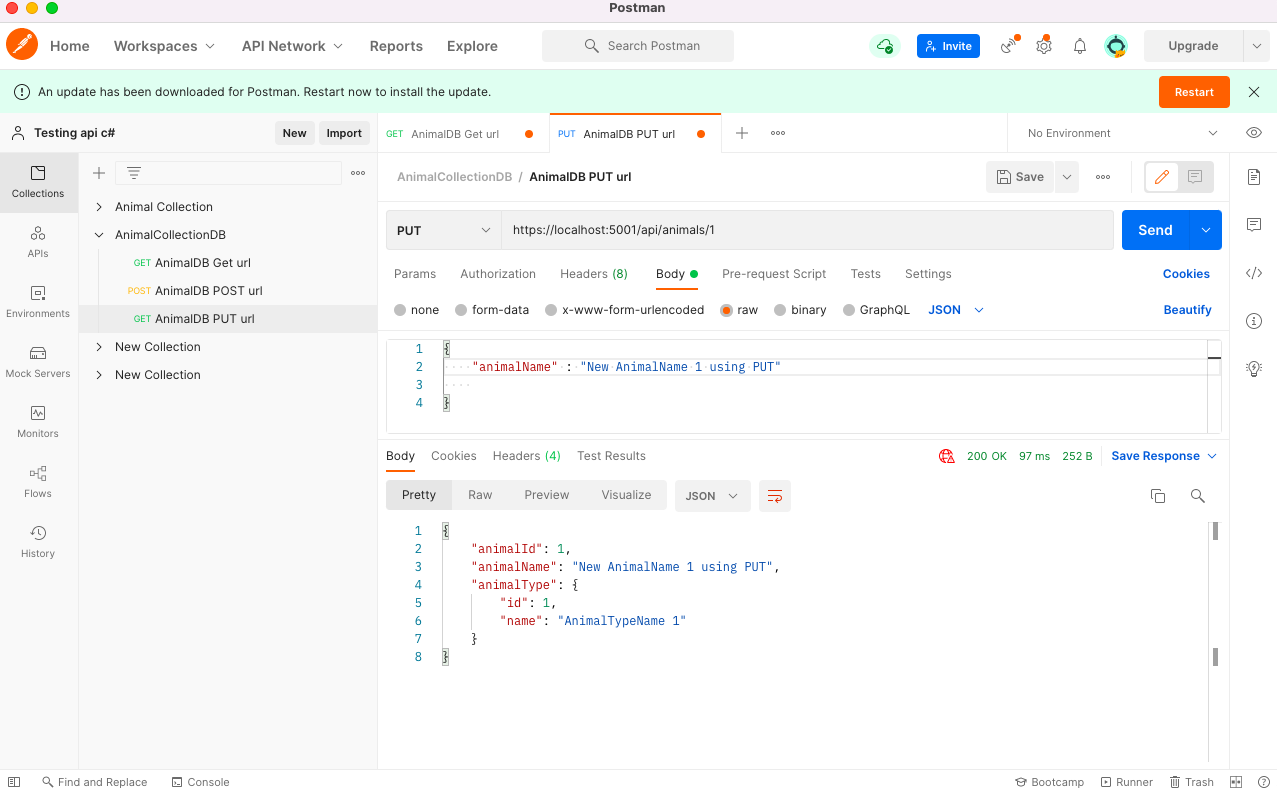 Postman
Home Workspaces API Network Reports Explore Search Postman Invite Upgrade
An update has been downloaded for Postman. Restart now to install the update. Restart
Testing api c# New Import GET AnimalDB Get url PUT AnimalDB PUT url No Environment
Collections
APIs
Environments
Mock Servers
Monitors
Flows
History
Animal Collection
AnimalCollectionDB
GET AnimalDB Get url
POST AnimalDB POST url
GET AnimalDB PUT url
New Collection
New Collection
AnimalCollectionDB / AnimalDB PUT url Save
PUT https://localhost:5001/api/animals/1 Send
Params Authorization Headers (8) Body Pre-request Script Tests Settings Cookies
none form-data x-www-form-urlencoded raw binary GraphQL JSON Beautify
1 {
2 "animalName" : "New AnimalName 1 using PUT"
3
4 }
Body Cookies Headers (4) Test Results 200 OK 97 ms 252 B Save Response
Pretty Raw Preview Visualize JSON
1 {
2 "animalId": 1,
3 "animalName": "New AnimalName 1 using PUT",
4 "animalType": {
5 "id": 1,
6 "name": "AnimalTypeName 1"
7 }
8 }
Find and Replace Console Bootcamp Runner Trash